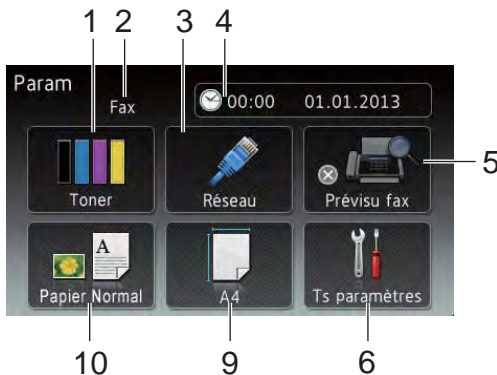 1 2 3 4
Param
Fax
00:00 01.01.2013
5
Toner Réseau Prévisu fax
A
Papier Normal A4 Ts paramètres
10 9 6